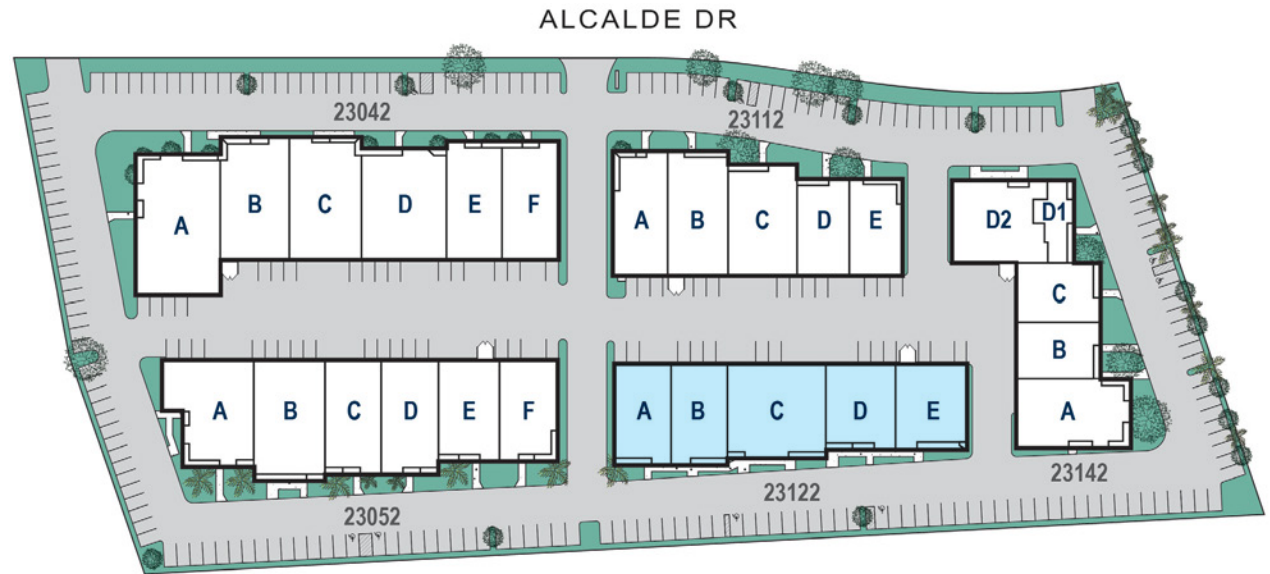 ALCALDE DR
23042
23112
A B C D E F
A B C D E
D2 D1
C
B
A
A B C D E F
A B C D E
23052
23122
23142